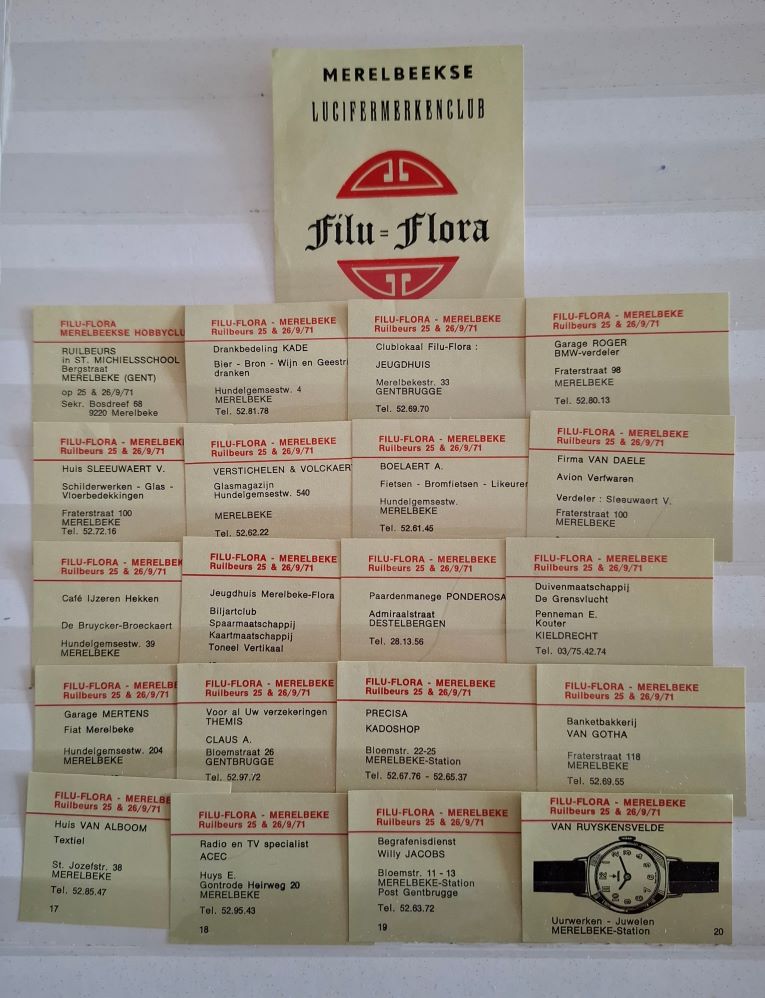 MERELBEEKSE
LUCIFERMERKENCLUB
Filu = Flora
FILU-FLORA
MERELBEEKSE HOBBYCLU
RUILBEURS
in ST. MICHIELSSCHOOL
Bergstraat
MERELBEKE (GENT)
op 25 & 26/9/71
Sekr. Bosdreef 68
9220 Merelbeke
FILU-FLORA - MERELBEKE
Ruilbeurs 25 & 26/9/71
Drankbedeling KADE
Bier - Bron - Wijn en Geestri
dranken
Hundelgemsestw. 4
MERELBEKE
Tel. 52.81.78
FILU-FLORA - MERELBEKE
Ruilbeurs 25 & 26/9/71
Clublokaal Filu-Flora :
JEUGDHUIS
Merelbekestr. 33
GENTBRUGGE
Tel. 52.69.70
FILU-FLORA - MERELBEKE
Ruilbeurs 25 & 26/9/71
Garage ROGER
BMW-verdeler
Fraterstraat 98
MERELBEKE
Tel. 52.80.13
FILU-FLORA - MERELBEK
Ruilbeurs 25 & 26/9/71
Huis SLEEUWAERT V.
Schilderwerken - Glas -
Vloerbedekkingen
Fraterstraat 100
MERELBEKE
Tel. 52.72.16
FILU-FLORA - MERELBEKE
Ruilbeurs 25 & 26/9/71
VERSTICHELEN & VOLCKAER
Glasmagazijn
Hundelgemsestw. 540
MERELBEKE
Tel. 52.62.22
FILU-FLORA - MERELBEKE
Ruilbeurs 25 & 26/9/71
BOELAERT A.
Fietsen - Bromfietsen - Likeuren
Hundelgemsestw.
MERELBEKE
Tel. 52.61.45
FILU-FLORA - MERELBEKE
Ruilbeurs 25 & 26/9/71
Firma VAN DAELE
Avion Verfwaren
Verdeler : Sleeuwaert V.
Fraterstraat 100
MERELBEKE
FILU-FLORA - MERELBEK
Ruilbeurs 25 & 26/9/71
Café IJzeren Hekken
De Bruycker-Broeckaert
Hundelgemsestw. 39
MERELBEKE
FILU-FLORA - MERELBEKE
Ruilbeurs 25 & 26/9/71
Jeugdhuis Merelbeke-Flora
Biljartclub
Spaarmaatschappij
Kaartmaatschappij
Toneel Vertikaal
FILU-FLORA - MERELBEKE
Ruilbeurs 25 & 26/9/71
Paardenmanege PONDEROSA
Admiraalstraat
DESTELBERGEN
Tel. 28.13.56
FILU-FLORA - MERELBEKE
Ruilbeurs 25 & 26/9/71
Duivenmaatschappij
De Grensvlucht
Penneman E.
Kouter
KIELDRECHT
Tel. 03/75.42.74
FILU-FLORA - MERELBE
Ruilbeurs 25 & 26/9/71
Garage MERTENS
Fiat Merelbeke
Hundelgemsestw. 204
MERELBEKE
FILU-FLORA - MERELBEKE
Ruilbeurs 25 & 26/9/71
Voor al Uw verzekeringen
THEMIS
CLAUS A.
Bloemstraat 26
GENTBRUGGE
Tel. 52.97./2
FILU-FLORA - MERELBEKE
Ruilbeurs 25 & 26/9/71
PRECISA
KADOSHOP
Bloemstr. 22-25
MERELBEKE-Station
Tel. 52.67.76 - 52.65.37
FILU-FLORA - MERELBEKE
Ruilbeurs 25 & 26/9/71
Banketbakkerij
VAN GOTHA
Fraterstraat 118
MERELBEKE
Tel. 52.69.55
FILU-FLORA - MERELBE
Ruilbeurs 25 & 26/9/71
Huis VAN ALBOOM
Textiel
St. Jozefstr. 38
MERELBEKE
Tel. 52.85.47
17
FILU-FLORA - MERELBEKE
Ruilbeurs 25 & 26/9/71
Radio en TV specialist
ACEC
Huys E.
Gontrode Heirweg 20
MERELBEKE
Tel. 52.95.43
18
FILU-FLORA - MERELBEKE
Ruilbeurs 25 & 26/9/71
Begrafenisdienst
Willy JACOBS
Bloemstr. 11 - 13
MERELBEKE-Station
Post Gentbrugge
Tel. 52.63.72
19
FILU-FLORA - MERELBEKE
Ruilbeurs 25 & 26/9/71
VAN RUYSKENSVELDE
Uurwerken - Juwelen
MERELBEKE-Station
20